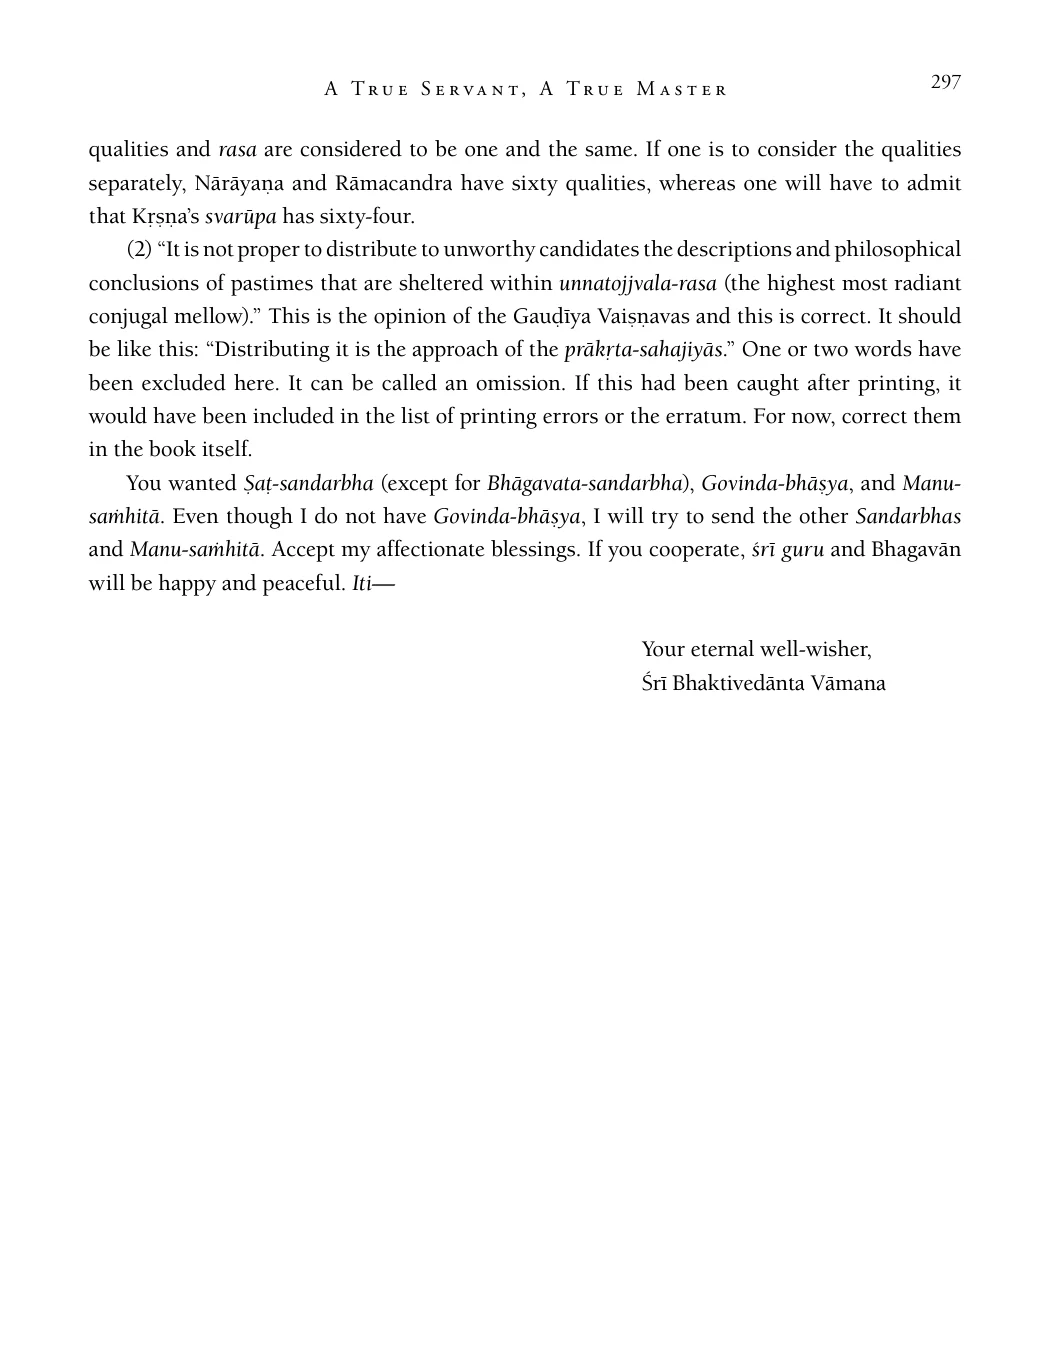 A True Servant, A True Master
297
qualities and rasa are considered to be one and the same. If one is to consider the qualities
separately, Nārāyaṇa and Rāmacandra have sixty qualities, whereas one will have to admit
that Kṛṣṇa’s svarūpa has sixty-four.
(2) “It is not proper to distribute to unworthy candidates the descriptions and philosophical
conclusions of pastimes that are sheltered within unnatojjvala-rasa (the highest most radiant
conjugal mellow).” This is the opinion of the Gauḍīya Vaiṣṇavas and this is correct. It should
be like this: “Distributing it is the approach of the prākṛta-sahajiyās.” One or two words have
been excluded here. It can be called an omission. If this had been caught after printing, it
would have been included in the list of printing errors or the erratum. For now, correct them
in the book itself.
You wanted Ṣaṭ-sandarbha (except for Bhāgavata-sandarbha), Govinda-bhāṣya, and Manu-
saṁhitā. Even though I do not have Govinda-bhāṣya, I will try to send the other Sandarbhas
and Manu-saṁhitā. Accept my affectionate blessings. If you cooperate, śrī guru and Bhagavān
will be happy and peaceful. Iti—
Your eternal well-wisher,
Śrī Bhaktivedānta Vāmana